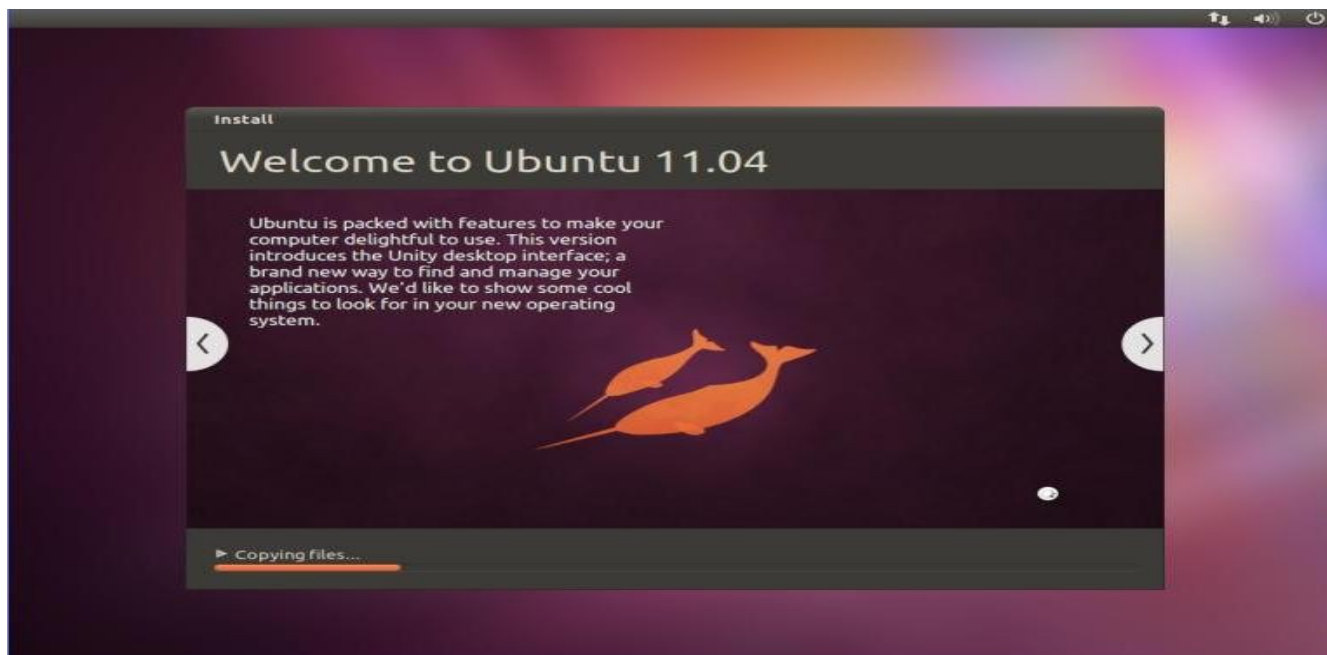 Install
Welcome to Ubuntu 11.04
Ubuntu is packed with features to make your
computer delightful to use. This version
introduces the Unity desktop interface; a
brand new way to find and manage your
applications. We'd like to show some cool
things to look for in your new operating
system.
Copying files...